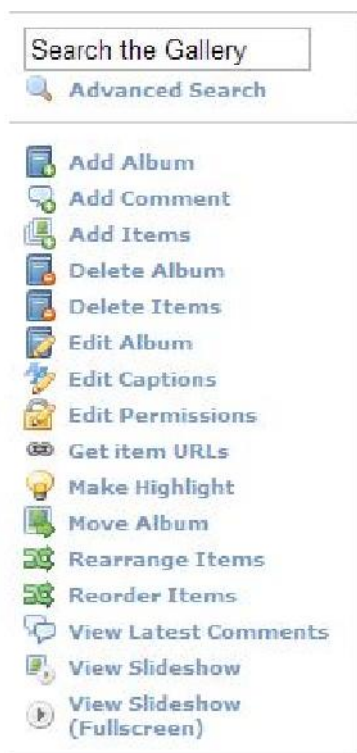 Search the Gallery
Advanced Search
Add Album
Add Comment
Add Items
Delete Album
Delete Items
Edit Album
Edit Captions
Edit Permissions
Get item URLs
Make Highlight
Move Album
Rearrange Items
Reorder Items
View Latest Comments
View Slideshow
View Slideshow
(Fullscreen)